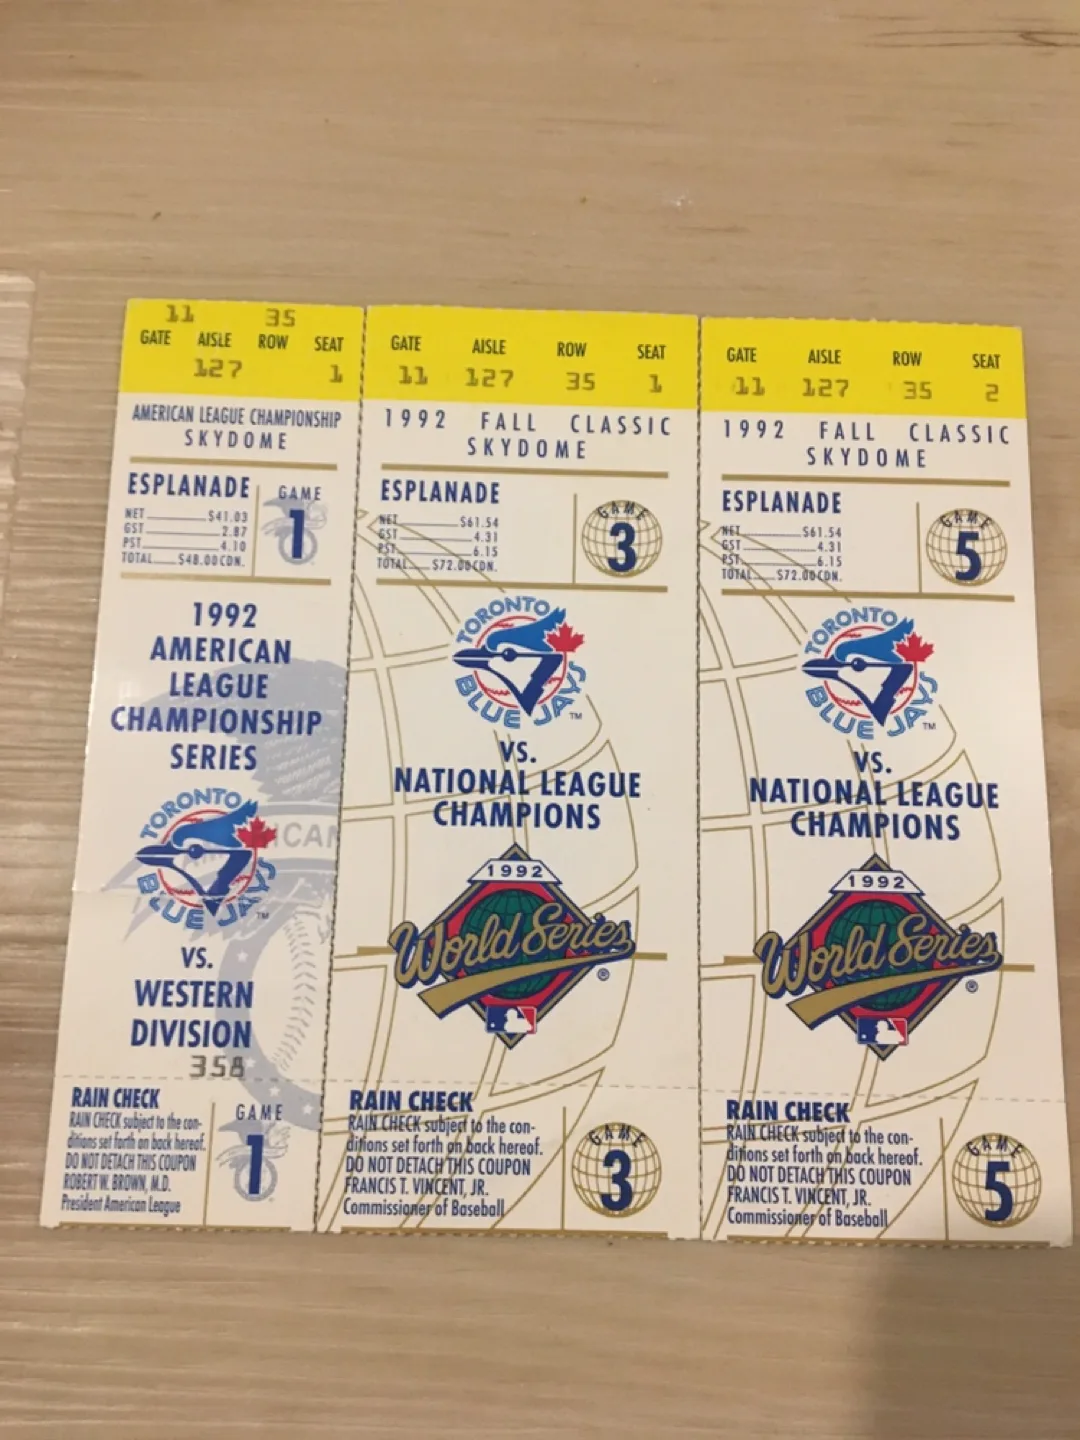 11 35
GATE AISLE ROW SEAT
127 1
AMERICAN LEAGUE CHAMPIONSHIP
SKYDOME
ESPLANADE
NET $41.03
GST 2.87
PST 4.10
TOTAL $48.00CDN.
GAME
1
1992
AMERICAN
LEAGUE
CHAMPIONSHIP
SERIES
TORONTO
BLUE JAYS
TM
VS.
WESTERN
DIVISION
358
RAIN CHECK
RAIN CHECK subject to the con-
ditions set forth on back hereof.
DO NOT DETACH THIS COUPON
ROBERT W. BROWN, M.D.
President American League
GAME
1
GATE AISLE ROW SEAT
11 127 35 1
1992 FALL CLASSIC
SKYDOME
ESPLANADE
NET $61.54
GST 4.31
PST 6.15
TOTAL $72.00CDN.
GAME
3
TORONTO
BLUE JAYS
TM
VS.
NATIONAL LEAGUE
CHAMPIONS
1992
World Series
®
RAIN CHECK
RAIN CHECK subject to the con-
ditions set forth on back hereof.
DO NOT DETACH THIS COUPON
FRANCIS T. VINCENT, JR.
Commissioner of Baseball
GAME
3
GATE AISLE ROW SEAT
11 127 35 2
1992 FALL CLASSIC
SKYDOME
ESPLANADE
NET $61.54
GST 4.31
PST 6.15
TOTAL $72.00CDN.
GAME
5
TORONTO
BLUE JAYS
TM
VS.
NATIONAL LEAGUE
CHAMPIONS
1992
World Series
®
RAIN CHECK
RAIN CHECK subject to the con-
ditions set forth on back hereof.
DO NOT DETACH THIS COUPON
FRANCIS T. VINCENT, JR.
Commissioner of Baseball
GAME
5